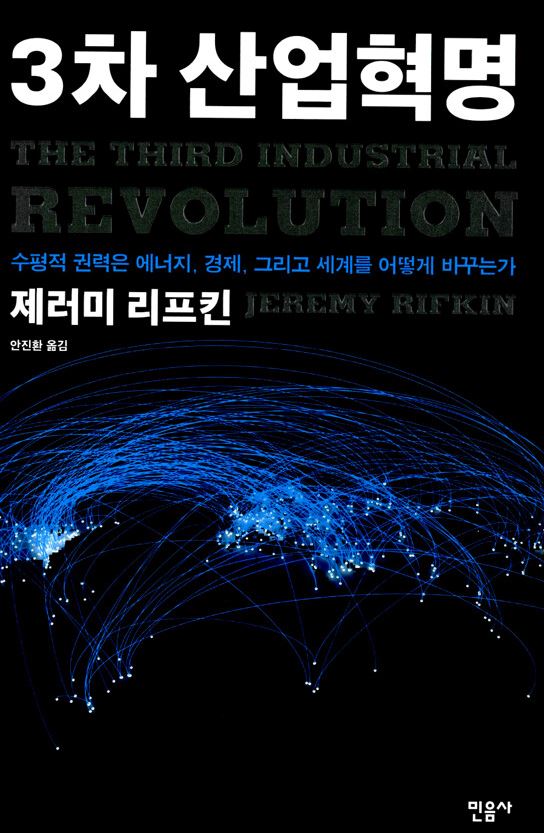 3차 산업혁명
THE THIRD INDUSTRIAL
REVOLUTION
수평적 권력은 에너지, 경제, 그리고 세계를 어떻게 바꾸는가
제러미 리프킨 JEREMY RIFKIN
안진환 옮김
민음사